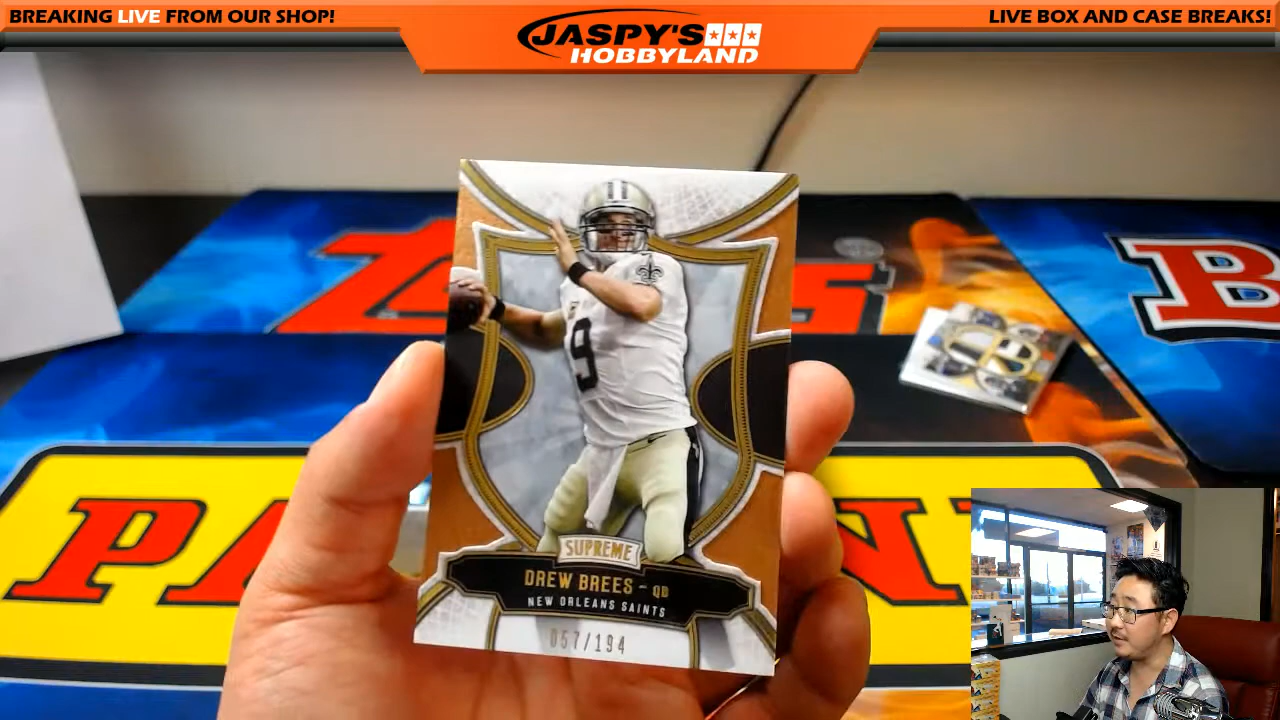 BREAKING LIVE FROM OUR SHOP!
JASPY'S
HOBBYLAND
LIVE BOX AND CASE BREAKS!
9
SUPREME
DREW BREES - QB
NEW ORLEANS SAINTS
057/194